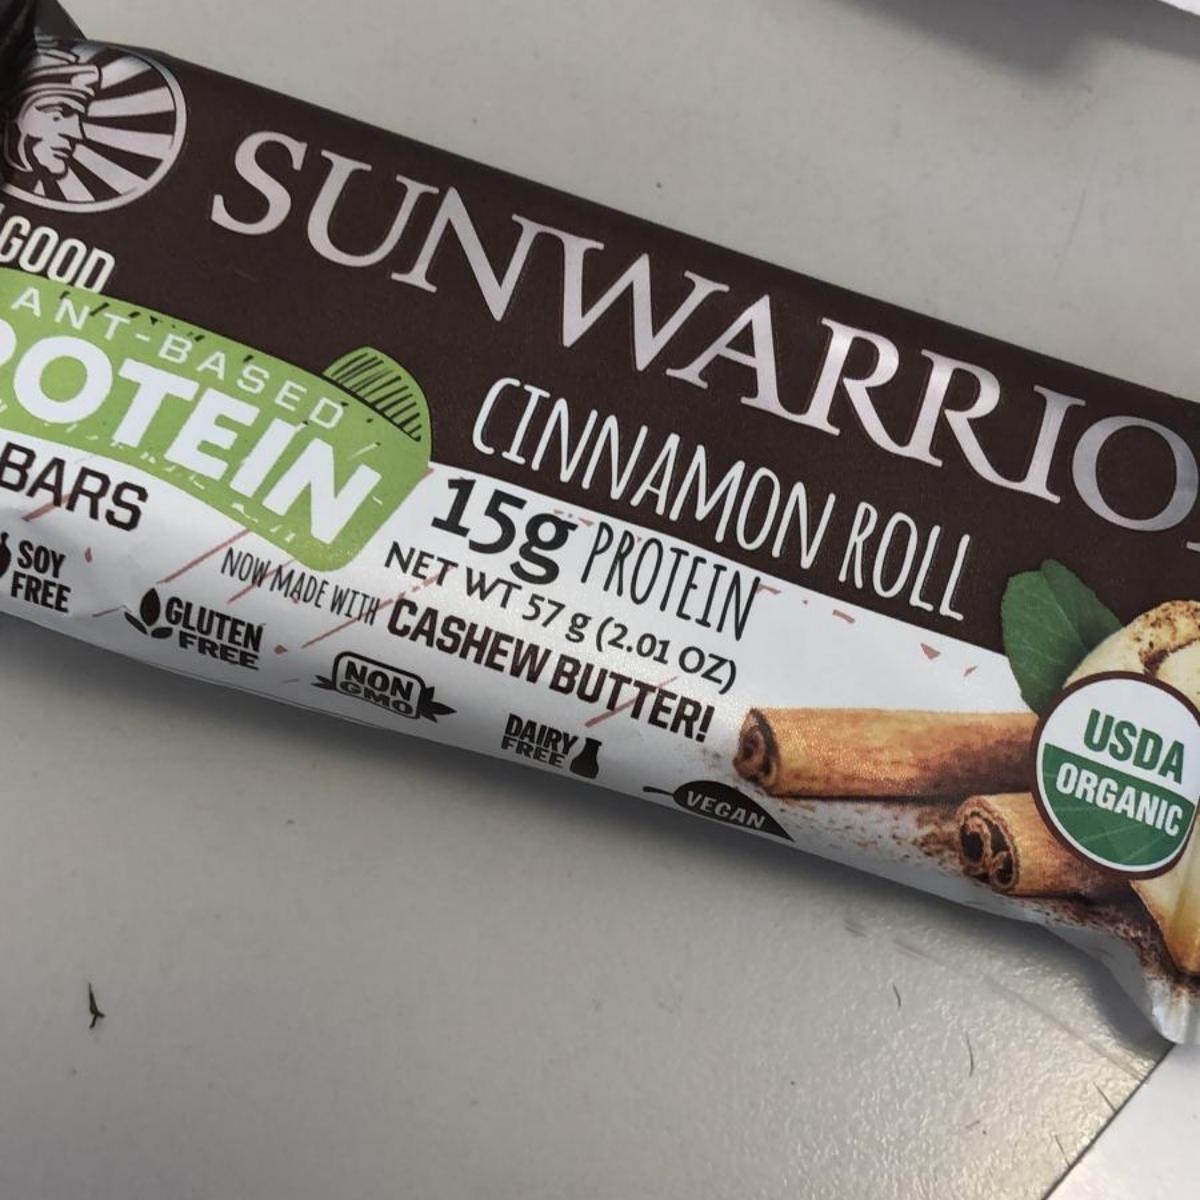 SUNWARRIO
GOOD
ANT-BASED
ROTEIN
BARS
CINNAMON ROLL
15g PROTEIN
NET WT 57 g (2.01 OZ)
NOW MADE WITH CASHEW BUTTER!
SOY
FREE
GLUTEN
FREE
NON
GMO
DAIRY
FREE
VEGAN
USDA
ORGANIC